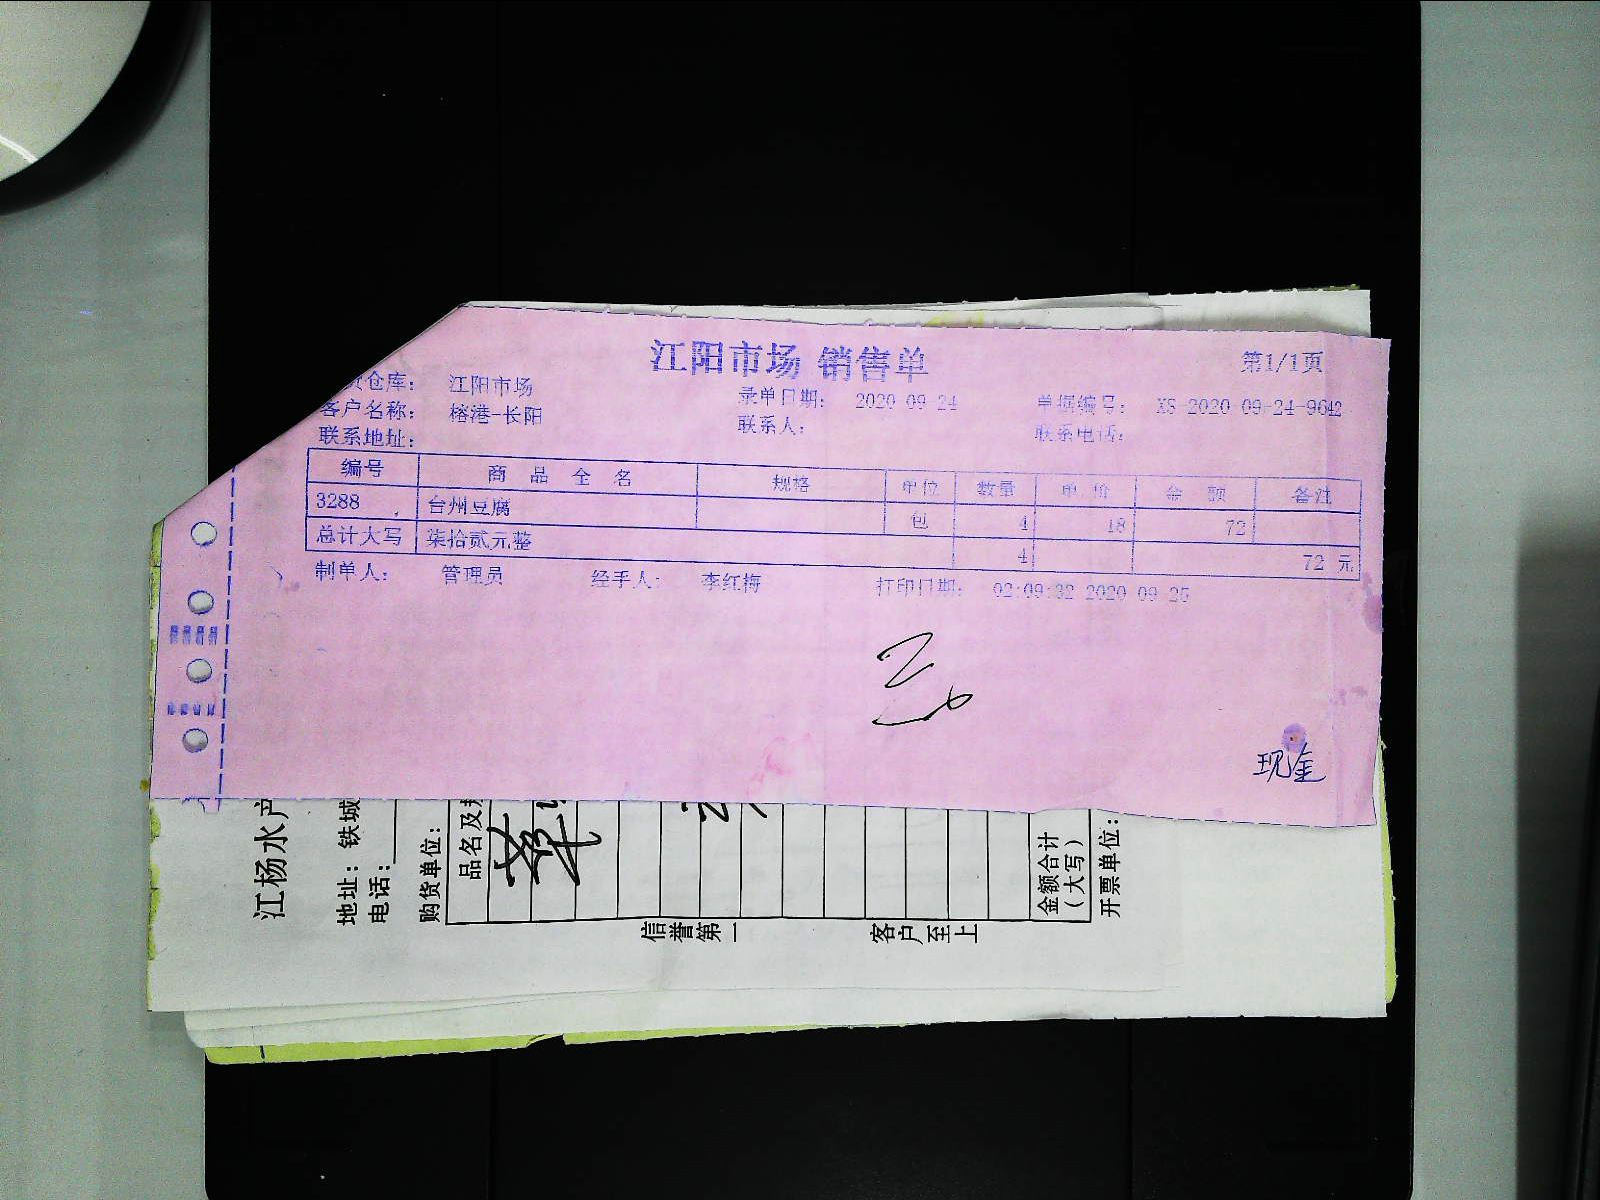 江阳市场 销售单
第1/1页
货仓库： 江阳市场 录单日期： 2020-09-24 单据编号： XS-2020-09-24-9642
客户名称： 榕港-长阳 联系人： 联系电话：
联系地址：
编号 商品全名 规格 单位 数量 单价 金额 备注
3288 台州豆腐 包 4 18 72
总计大写 柒拾贰元整 4 72 元
制单人： 管理员 经手人： 李红梅 打印日期： 02:09:32 2020-09-25
现金
江杨水产
地址：铁城
电话：
购货单位：
品名及规
金额合计
（大写）
开票单位：
信誉第一
客户至上